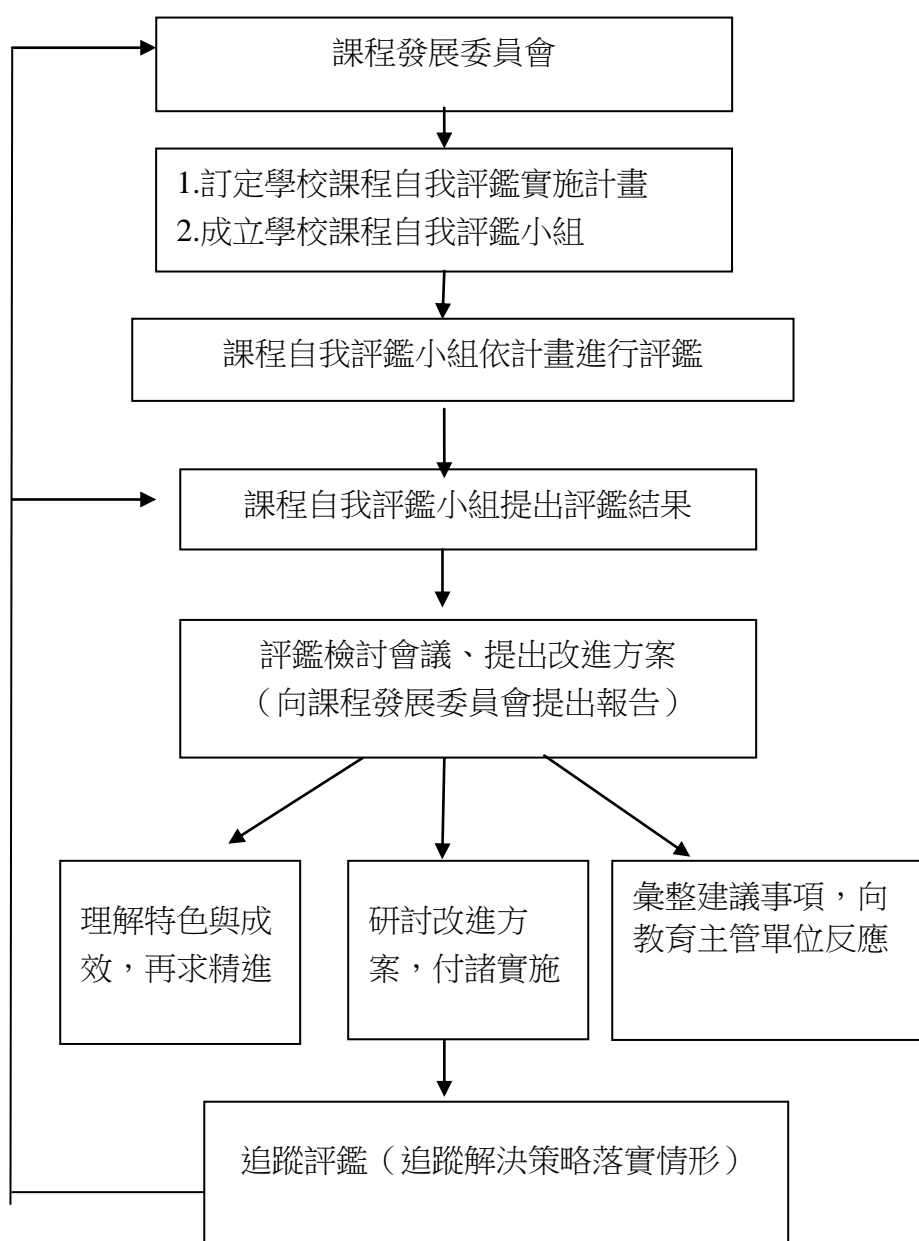 課程發展委員會
1.訂定學校課程自我評鑑實施計畫
2.成立學校課程自我評鑑小組
課程自我評鑑小組依計畫進行評鑑
課程自我評鑑小組提出評鑑結果
評鑑檢討會議、提出改進方案
（向課程發展委員會提出報告）
理解特色與成
效，再求精進
研討改進方
案，付諸實施
彙整建議事項，向
教育主管單位反應
追蹤評鑑（追蹤解決策略落實情形）